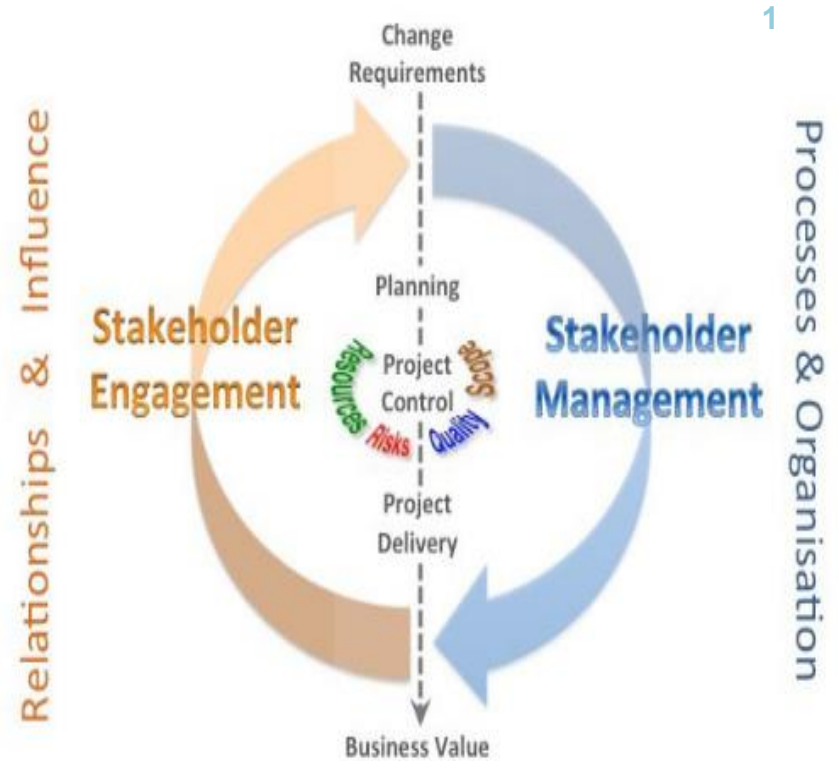 1
Change
Requirements
Relationships & Influence
Processes & Organisation
Planning
Stakeholder
Engagement
Stakeholder
Management
Project
Control
Resources
Risks
Quality
Scope
Project
Delivery
Business Value